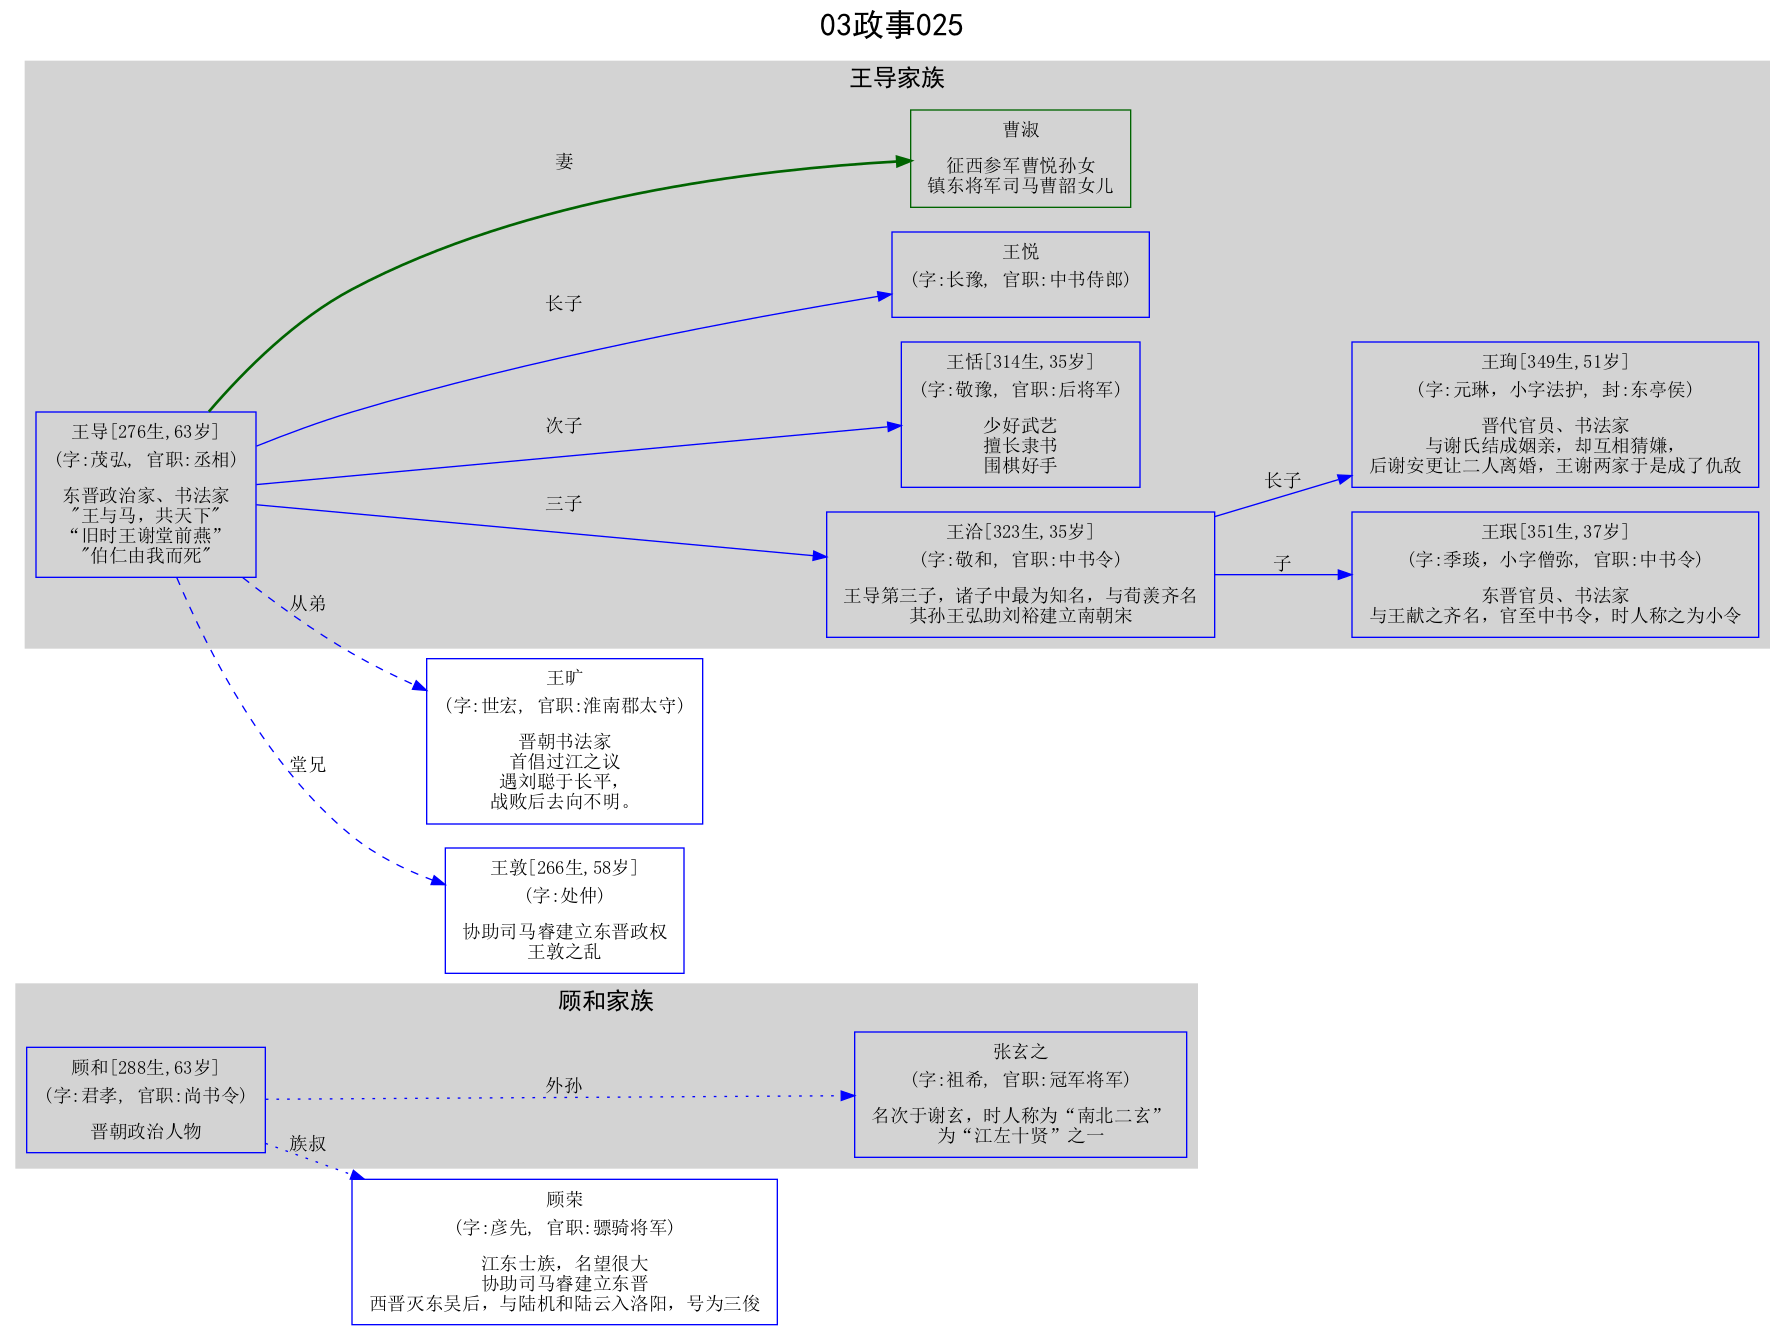 03政事025
王导家族
曹淑
征西参军曹悦孙女
镇东将军司马曹韶女儿
妻
王悦
(字:长豫, 官职:中书侍郎)
长子
王恬[314生,35岁]
(字:敬豫, 官职:后将军)
少好武艺
擅长隶书
围棋好手
次子
王珣[349生,51岁]
(字:元琳，小字法护, 封:东亭侯)
晋代官员、书法家
与谢氏结成姻亲，却互相猜嫌，
后谢安更让二人离婚，王谢两家于是成了仇敌
长子
王导[276生,63岁]
(字:茂弘, 官职:丞相)
东晋政治家、书法家
"王与马，共天下"
“旧时王谢堂前燕”
"伯仁由我而死"
三子
王洽[323生,35岁]
(字:敬和, 官职:中书令)
王导第三子，诸子中最为知名，与荀羡齐名
其孙王弘助刘裕建立南朝宋
子
王珉[351生,37岁]
(字:季琰，小字僧弥, 官职:中书令)
东晋官员、书法家
与王献之齐名，官至中书令，时人称之为小令
从弟
王旷
(字:世宏, 官职:淮南郡太守)
晋朝书法家
首倡过江之议
遇刘聪于长平，
战败后去向不明。
堂兄
王敦[266生,58岁]
(字:处仲)
协助司马睿建立东晋政权
王敦之乱
顾和家族
顾和[288生,63岁]
(字:君孝, 官职:尚书令)
晋朝政治人物
外孙
张玄之
(字:祖希, 官职:冠军将军)
名次于谢玄，时人称为“南北二玄”
为“江左十贤”之一
族叔
顾荣
(字:彦先, 官职:骠骑将军)
江东士族，名望很大
协助司马睿建立东晋
西晋灭东吴后，与陆机和陆云入洛阳，号为三俊